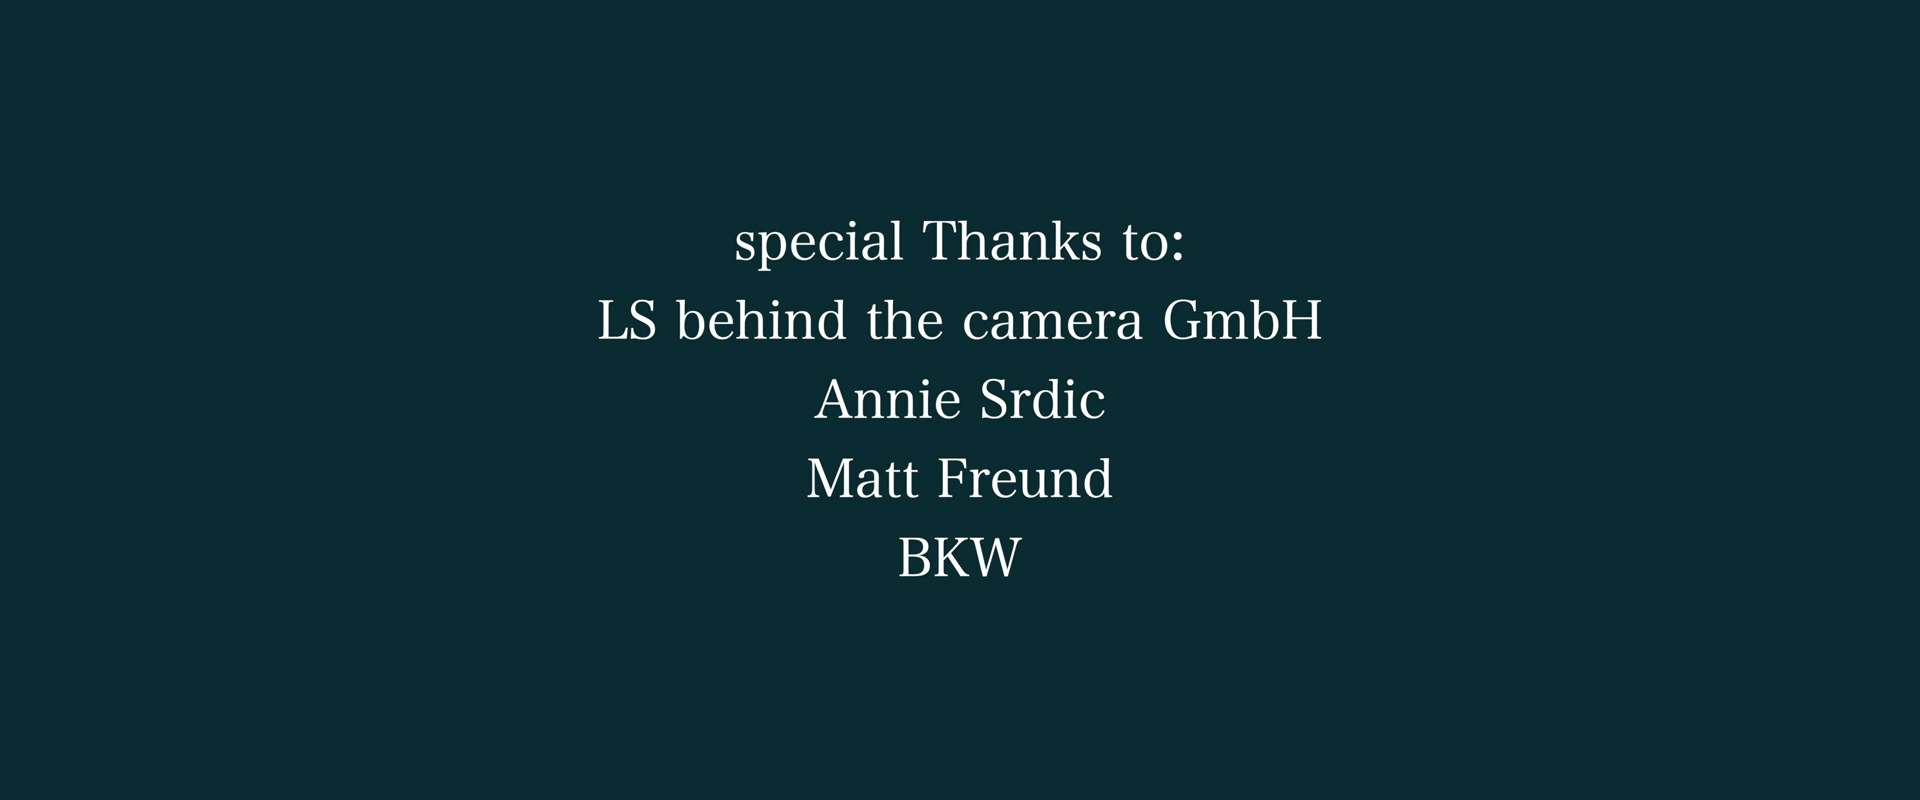 special Thanks to:
LS behind the camera GmbH
Annie Srdic
Matt Freund
BKW